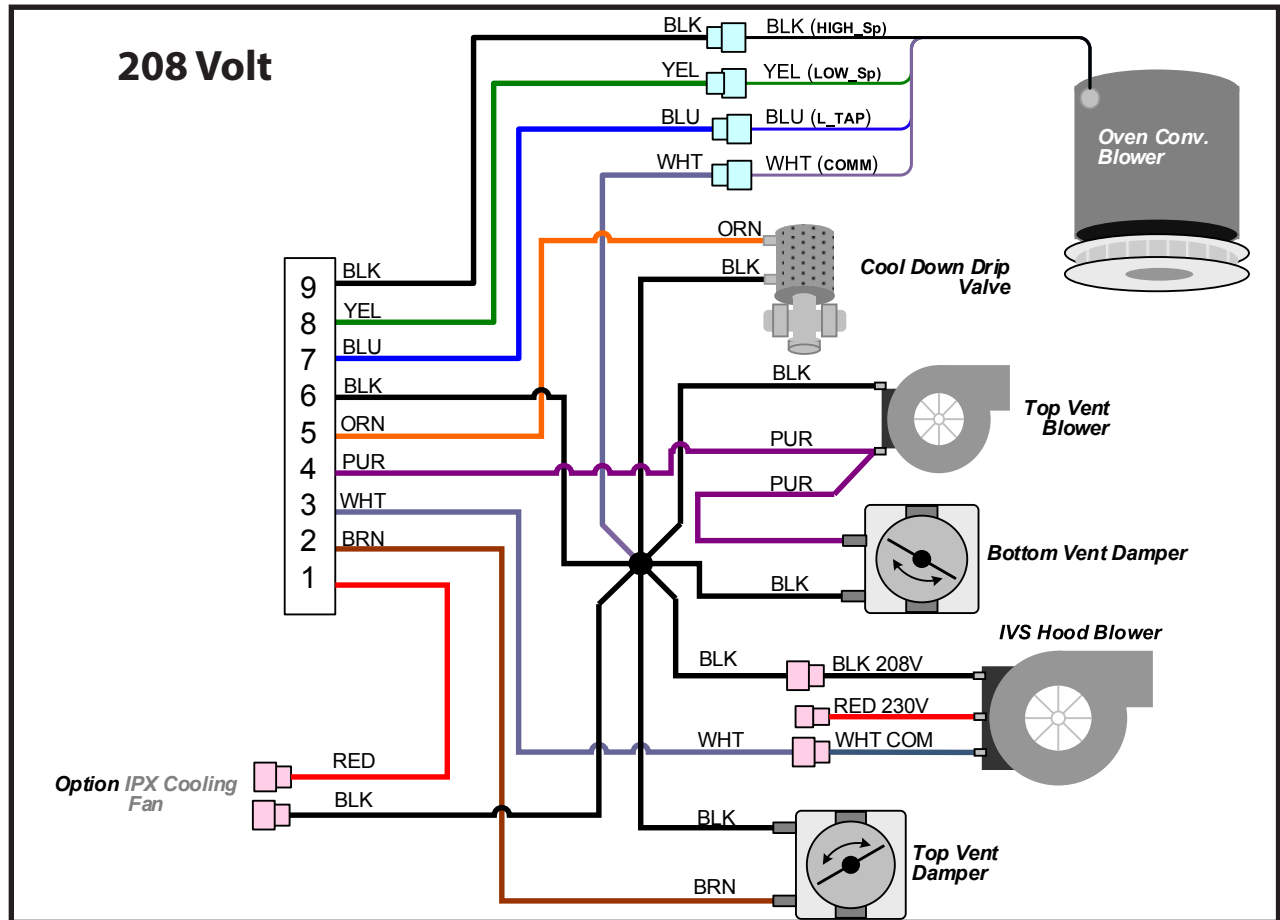 208 Volt
BLK BLK (HIGH_Sp)
YEL YEL (LOW_Sp)
BLU BLU (L_TAP)
WHT WHT (COMM)
Oven Conv.
Blower
ORN
BLK
Cool Down Drip
Valve
9 BLK
8 YEL
7 BLU
6 BLK
5 ORN
4 PUR
3 WHT
2 BRN
1
BLK
PUR
PUR
Top Vent
Blower
BLK
Bottom Vent Damper
IVS Hood Blower
BLK BLK 208V
RED 230V
WHT WHT COM
RED
BLK
Option IPX Cooling
Fan
BLK
BRN
Top Vent
Damper